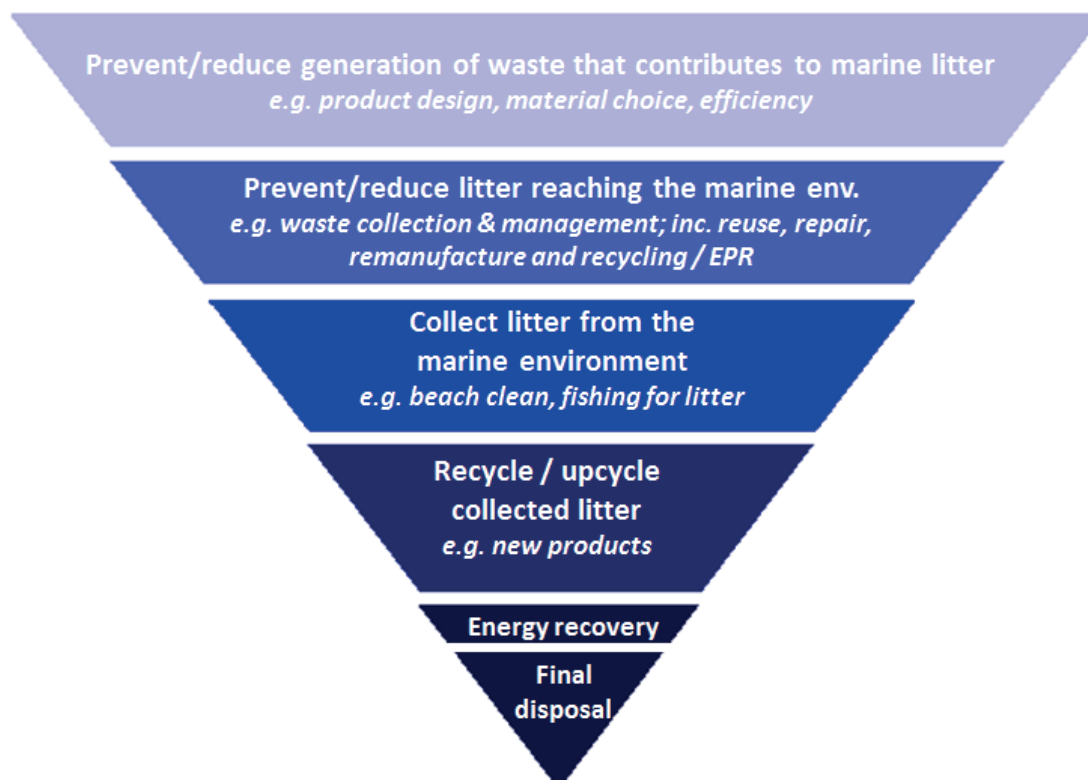 Prevent/reduce generation of waste that contributes to marine litter
e.g. product design, material choice, efficiency
Prevent/reduce litter reaching the marine env.
e.g. waste collection & management; inc. reuse, repair,
remanufacture and recycling / EPR
Collect litter from the
marine environment
e.g. beach clean, fishing for litter
Recycle / upcycle
collected litter
e.g. new products
Energy recovery
Final
disposal